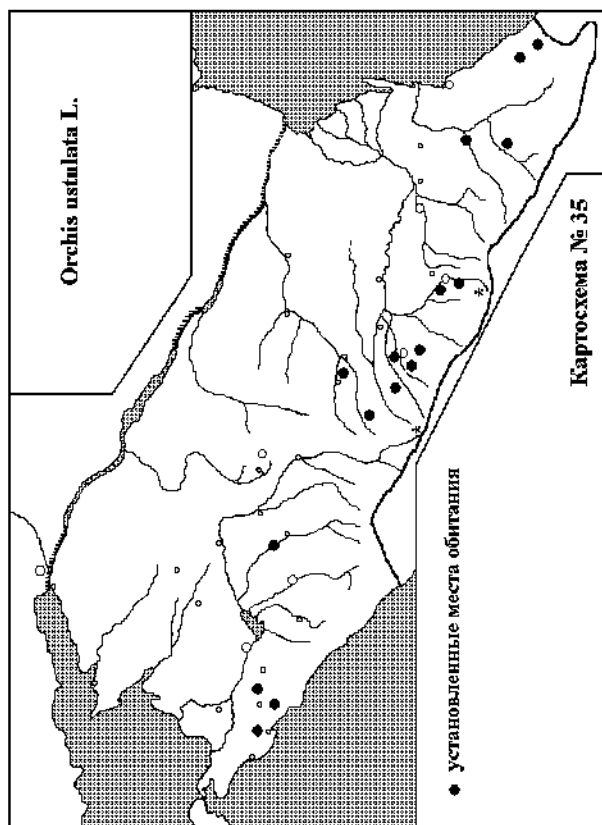 Orchis ustulata L.
Картосхема № 35
установленные места обитания